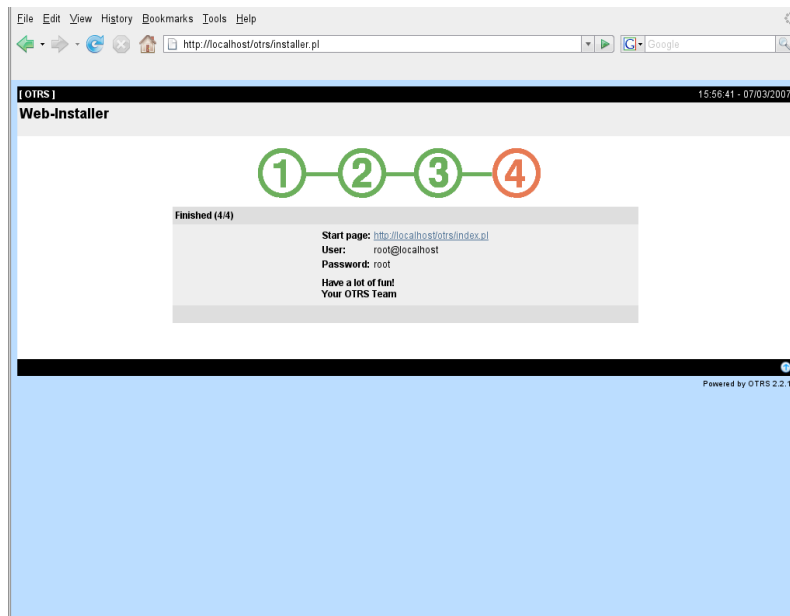 File Edit View History Bookmarks Tools Help
http://localhost/otrs/installer.pl G Google
[ OTRS ] 15:56:41 - 07/03/2007
Web-Installer
1 2 3 4
Finished (4/4)
Start page: http://localhost/otrs/index.pl
User: root@localhost
Password: root
Have a lot of fun!
Your OTRS Team
Powered by OTRS 2.2.1